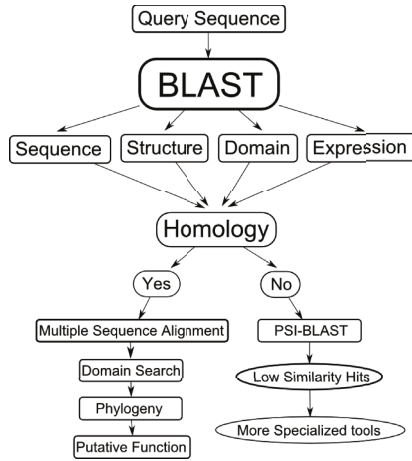 Query Sequence
BLAST
Sequence
Structure
Domain
Expression
Homology
Yes
No
Multiple Sequence Alignment
PSI-BLAST
Domain Search
Low Similarity Hits
Phylogeny
More Specialized tools
Putative Function